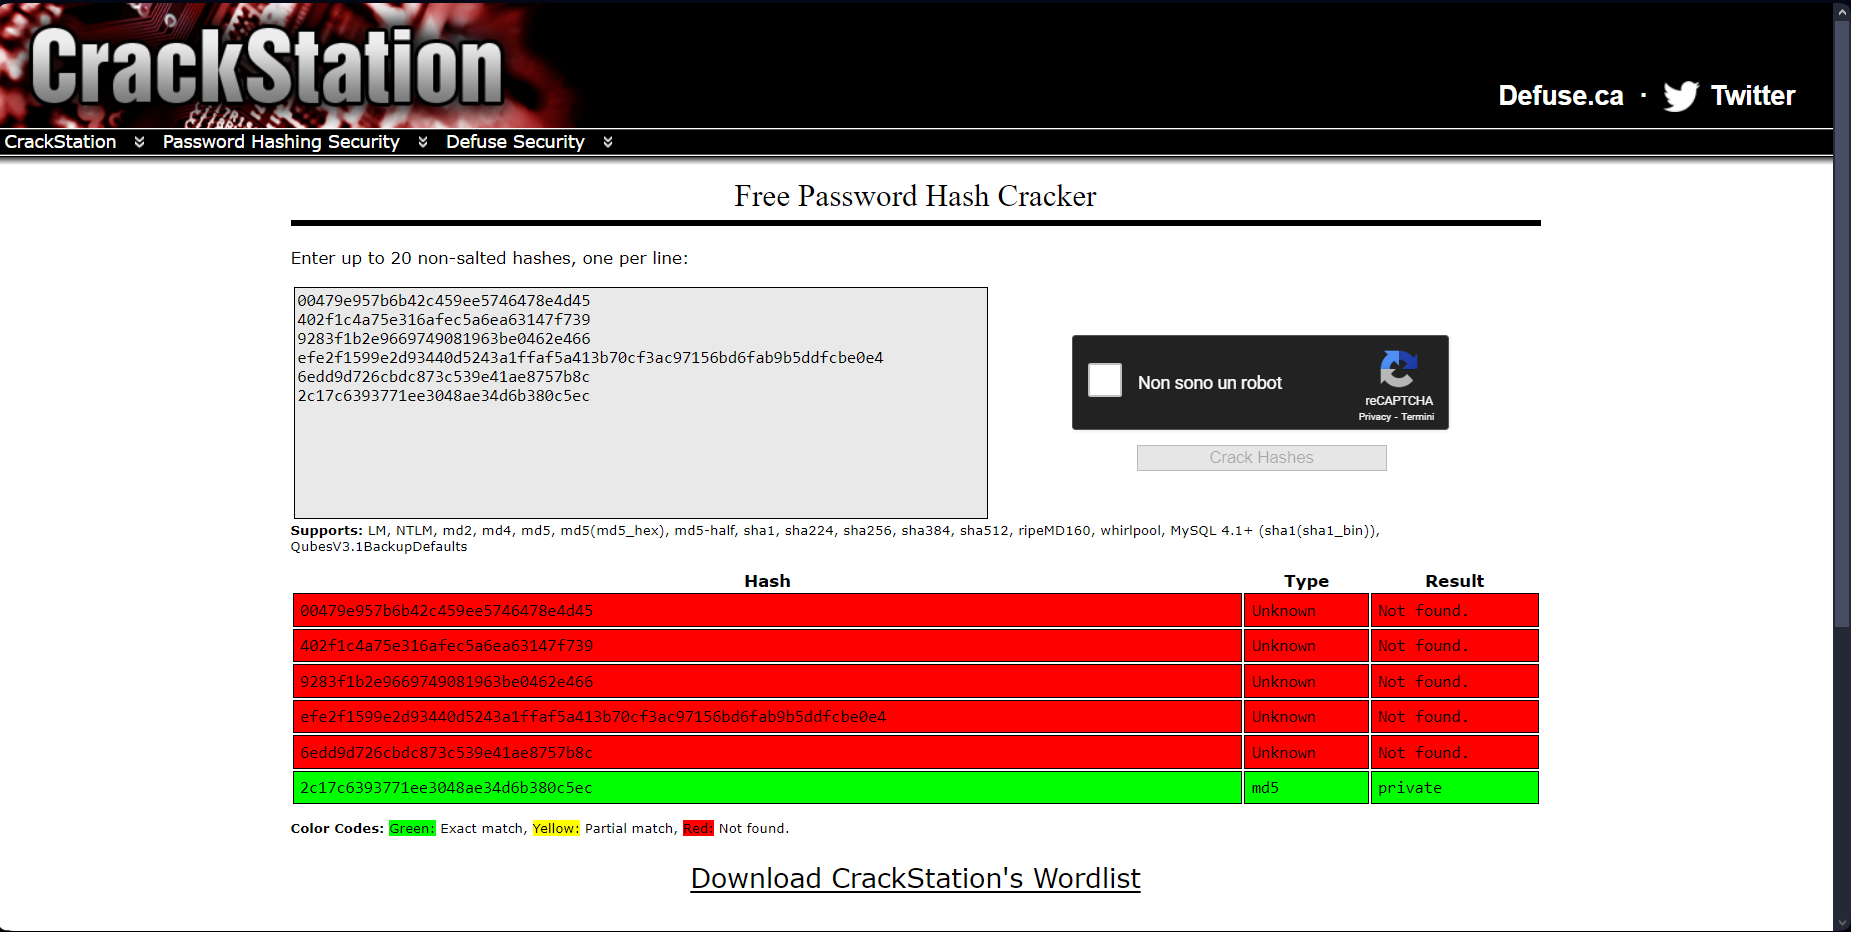 CrackStation
Defuse.ca · Twitter
CrackStation Password Hashing Security Defuse Security
Free Password Hash Cracker
Enter up to 20 non-salted hashes, one per line:
00479e957b6b42c459ee5746478e4d45
402f1c4a75e316afec5a6ea63147f739
9283f1b2e9669749081963be0462e466
efe2f1599e2d93440d5243a1ffaf5a413b70cf3ac97156bd6fab9b5ddfcbe0e4
6edd9d726cbdc873c539e41ae8757b8c
2c17c6393771ee3048ae34d6b380c5ec
Non sono un robot
reCAPTCHA
Privacy - Termini
Crack Hashes
Supports: LM, NTLM, md2, md4, md5, md5(md5_hex), md5-half, sha1, sha224, sha256, sha384, sha512, ripeMD160, whirlpool, MySQL 4.1+ (sha1(sha1_bin)),
QubesV3.1BackupDefaults
Hash Type Result
00479e957b6b42c459ee5746478e4d45 Unknown Not found.
402f1c4a75e316afec5a6ea63147f739 Unknown Not found.
9283f1b2e9669749081963be0462e466 Unknown Not found.
efe2f1599e2d93440d5243a1ffaf5a413b70cf3ac97156bd6fab9b5ddfcbe0e4 Unknown Not found.
6edd9d726cbdc873c539e41ae8757b8c Unknown Not found.
2c17c6393771ee3048ae34d6b380c5ec md5 private
Color Codes: Green: Exact match, Yellow: Partial match, Red: Not found.
Download CrackStation's Wordlist